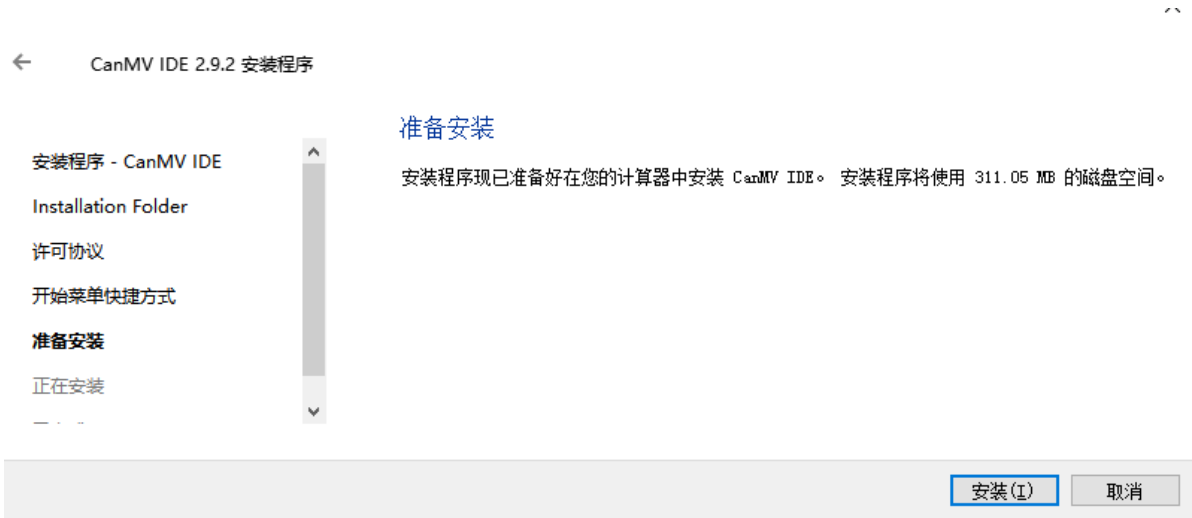 CanMV IDE 2.9.2 安装程序
安装程序 - CanMV IDE
Installation Folder
许可协议
开始菜单快捷方式
准备安装
正在安装
准备安装
安装程序现已准备好在您的计算器中安装 CanMV IDE。 安装程序将使用 311.05 MB 的磁盘空间。
安装(I)
取消